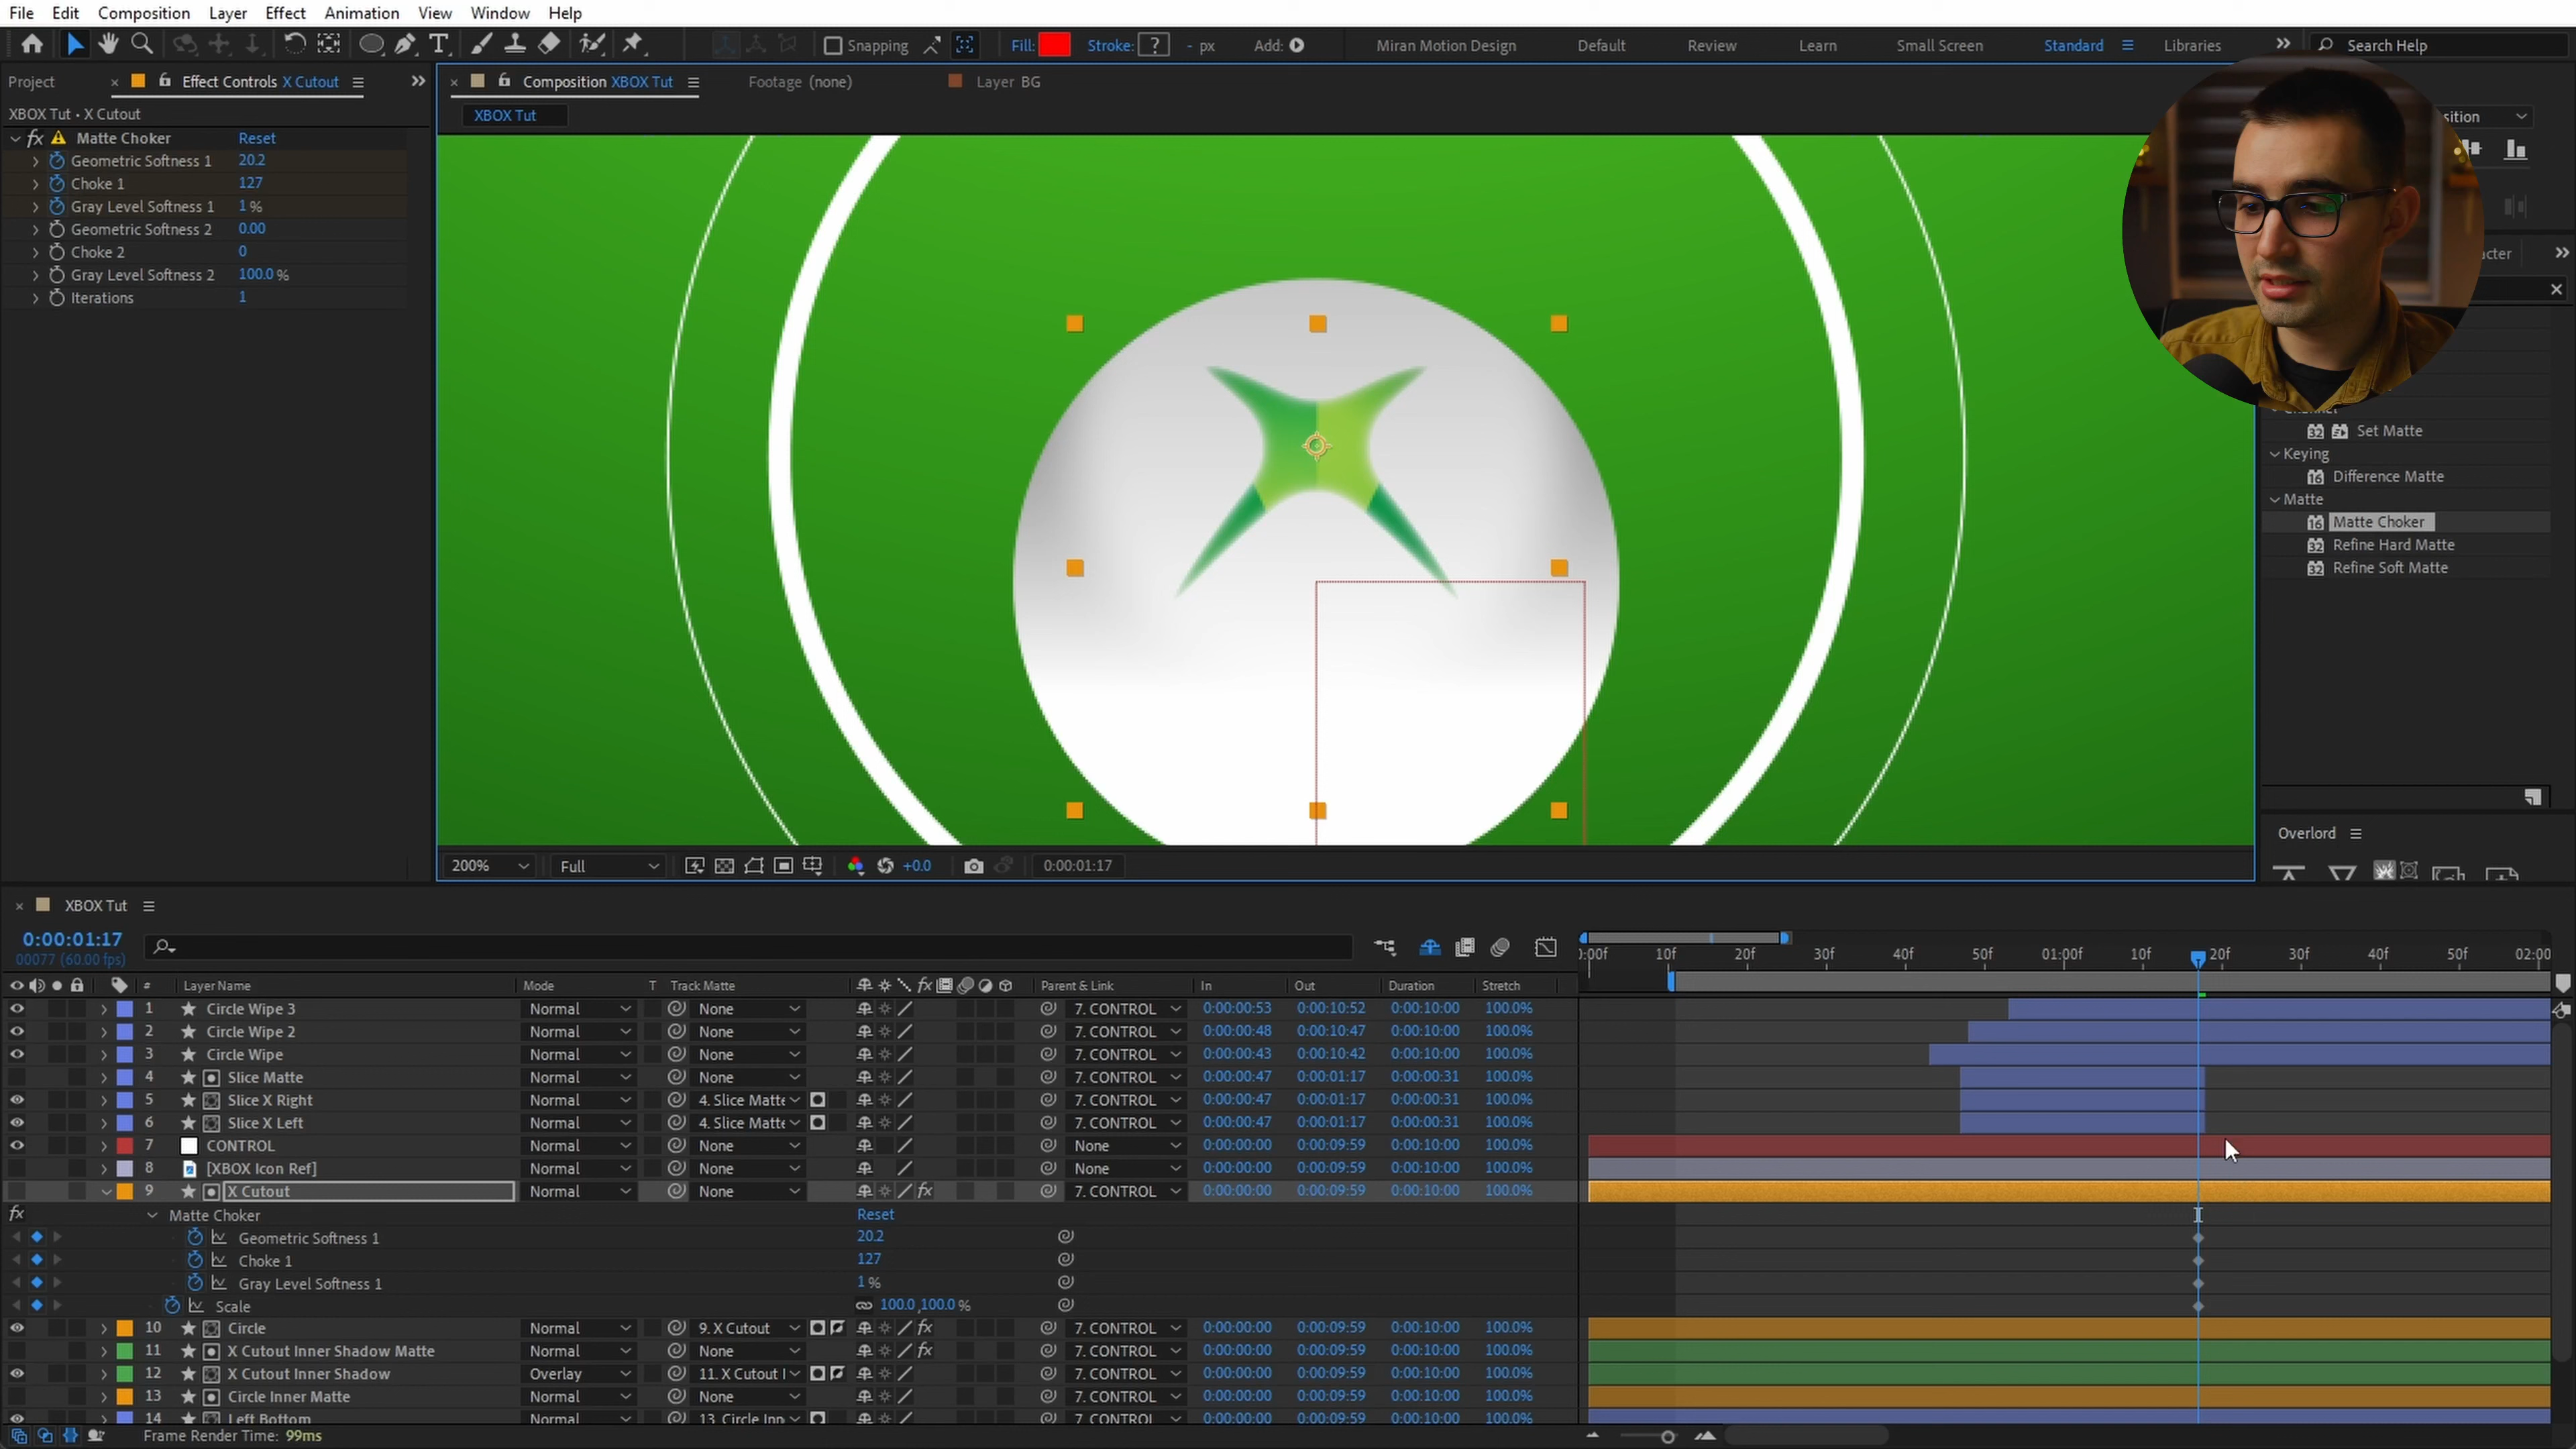 File Edit Composition Layer Effect Animation View Window Help
Snapping Fill: Stroke: ? - px Add: Miran Motion Design Default Review Learn Small Screen Standard Libraries Search Help
Project Effect Controls X Cutout Composition XBOX Tut Footage (none) Layer BG
XBOX Tut • X Cutout
XBOX Tut
Matte Choker Reset
Geometric Softness 1 20.2
Choke 1 127
Gray Level Softness 1 1 %
Geometric Softness 2 0.00
Choke 2 0
Gray Level Softness 2 100.0 %
Iterations 1
Set Matte
Keying
Difference Matte
Matte
Matte Choker
Refine Hard Matte
Refine Soft Matte
Overlord
200% Full +0.0 0:00:01:17
XBOX Tut
0:00:01:17
00077 (60.00 fps)
:00f 10f 20f 30f 40f 50f 01:00f 10f 20f 30f 40f 50f 02:00
# Layer Name Mode T Track Matte Parent & Link In Out Duration Stretch
1 Circle Wipe 3 Normal None 7. CONTROL 0:00:00:53 0:00:10:52 0:00:10:00 100.0%
2 Circle Wipe 2 Normal None 7. CONTROL 0:00:00:48 0:00:10:47 0:00:10:00 100.0%
3 Circle Wipe Normal None 7. CONTROL 0:00:00:43 0:00:10:42 0:00:10:00 100.0%
4 Slice Matte Normal None 7. CONTROL 0:00:00:47 0:00:01:17 0:00:00:31 100.0%
5 Slice X Right Normal 4. Slice Matte 7. CONTROL 0:00:00:47 0:00:01:17 0:00:00:31 100.0%
6 Slice X Left Normal 4. Slice Matte 7. CONTROL 0:00:00:47 0:00:01:17 0:00:00:31 100.0%
7 CONTROL Normal None None 0:00:00:00 0:00:09:59 0:00:10:00 100.0%
8 [XBOX Icon Ref] Normal None None 0:00:00:00 0:00:09:59 0:00:10:00 100.0%
9 X Cutout Normal None 7. CONTROL 0:00:00:00 0:00:09:59 0:00:10:00 100.0%
Matte Choker Reset
Geometric Softness 1 20.2
Choke 1 127
Gray Level Softness 1 1 %
Scale 100.0,100.0 %
10 Circle Normal 9. X Cutout 7. CONTROL 0:00:00:00 0:00:09:59 0:00:10:00 100.0%
11 X Cutout Inner Shadow Matte Normal None 7. CONTROL 0:00:00:00 0:00:09:59 0:00:10:00 100.0%
12 X Cutout Inner Shadow Overlay 11. X Cutout I 7. CONTROL 0:00:00:00 0:00:09:59 0:00:10:00 100.0%
13 Circle Inner Matte Normal None 7. CONTROL 0:00:00:00 0:00:09:59 0:00:10:00 100.0%
14 Left Bottom Normal 13. Circle Inn 7. CONTROL 0:00:00:00 0:00:09:59 0:00:10:00 100.0%
Frame Render Time: 99ms